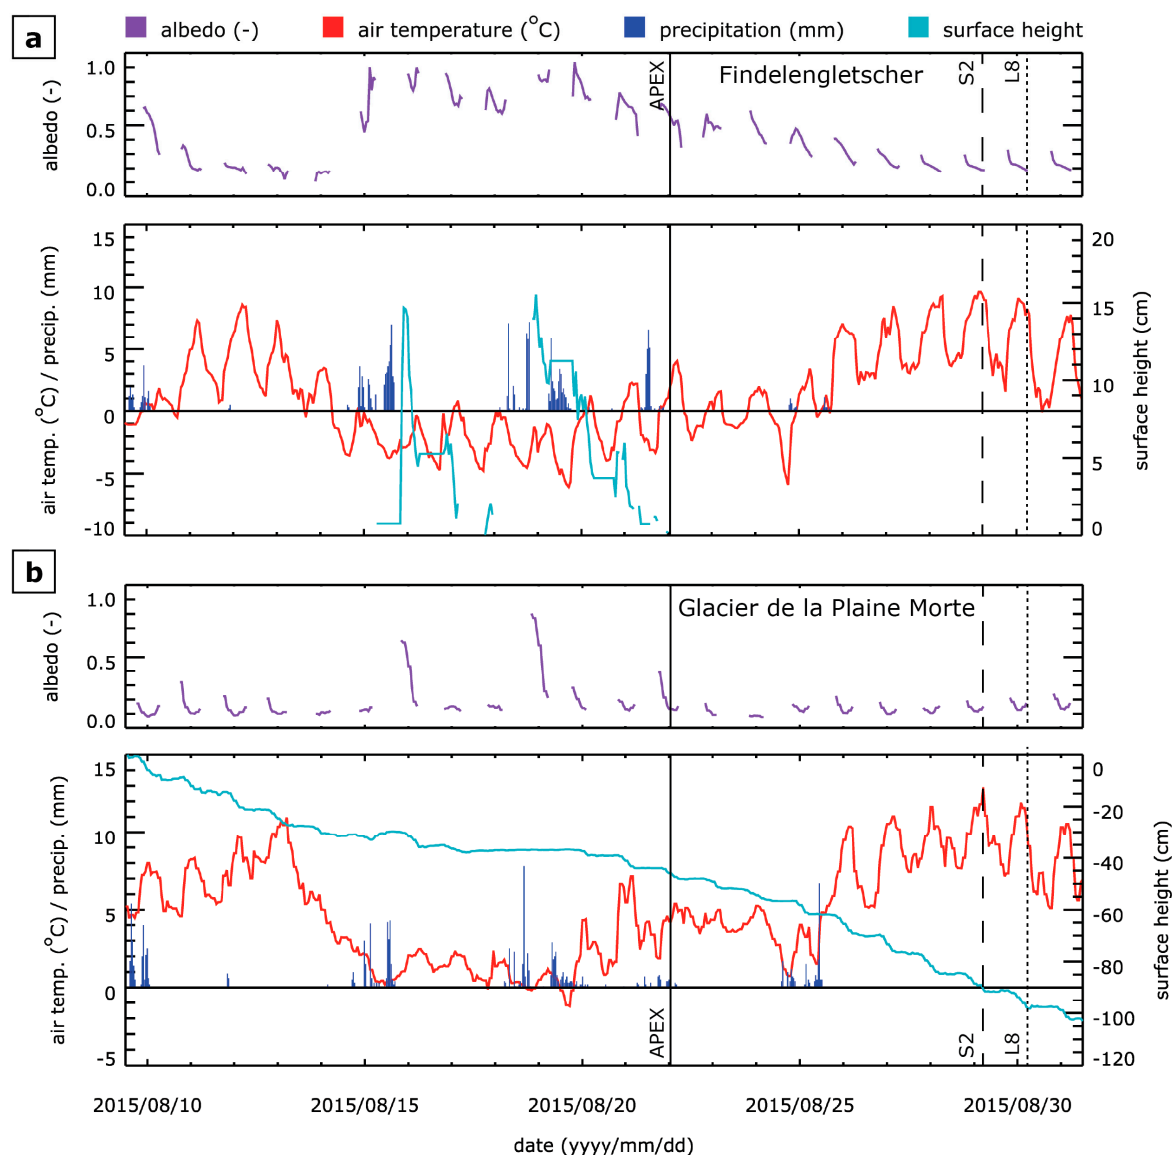 a
albedo (-) air temperature (°C) precipitation (mm) surface height
albedo (-)
1.0
0.5
0.0
APEX
Findelengletscher
S2
L8
air temp. (°C) / precip. (mm)
15
10
5
0
-5
-10
20
15
10
5
0
surface height (cm)
b
albedo (-)
1.0
0.5
0.0
Glacier de la Plaine Morte
air temp. (°C) / precip. (mm)
15
10
5
0
-5
APEX
S2
L8
0
-20
-40
-60
-80
-100
-120
surface height (cm)
2015/08/10 2015/08/15 2015/08/20 2015/08/25 2015/08/30
date (yyyy/mm/dd)